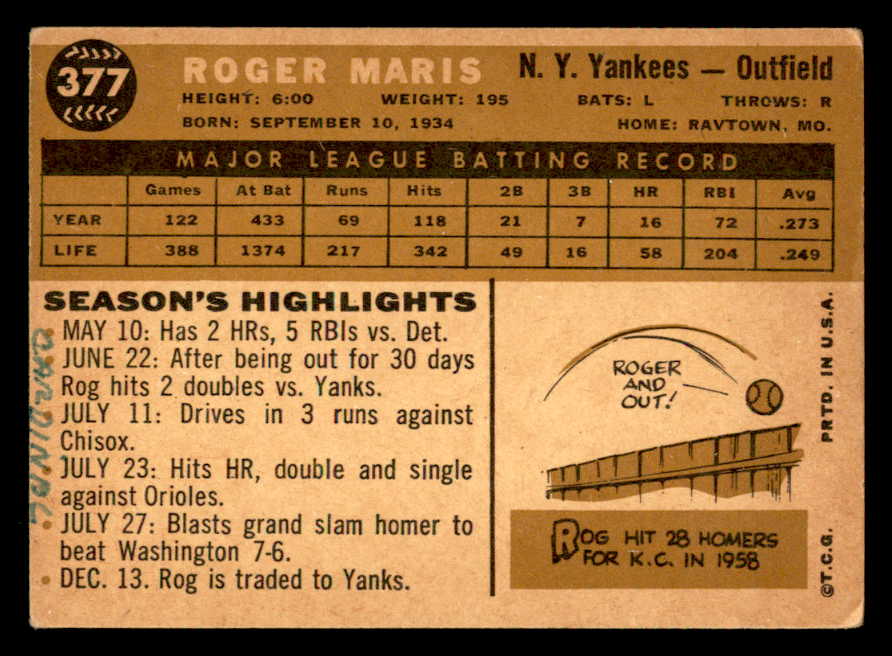 377
ROGER MARIS
N. Y. Yankees — Outfield
HEIGHT: 6:00 WEIGHT: 195 BATS: L THROWS: R
BORN: SEPTEMBER 10, 1934 HOME: RAYTOWN, MO.
MAJOR LEAGUE BATTING RECORD
Games At Bat Runs Hits 2B 3B HR RBI Avg
YEAR 122 433 69 118 21 7 16 72 .273
LIFE 388 1374 217 342 49 16 58 204 .249
SEASON'S HIGHLIGHTS
• MAY 10: Has 2 HRs, 5 RBIs vs. Det.
• JUNE 22: After being out for 30 days
Rog hits 2 doubles vs. Yanks.
• JULY 11: Drives in 3 runs against
Chisox.
• JULY 23: Hits HR, double and single
against Orioles.
• JULY 27: Blasts grand slam homer to
beat Washington 7-6.
• DEC. 13. Rog is traded to Yanks.
ROGER
AND
OUT!
ROG HIT 28 HOMERS
FOR K.C. IN 1958
©T.C.G. PRTD. IN U.S.A.